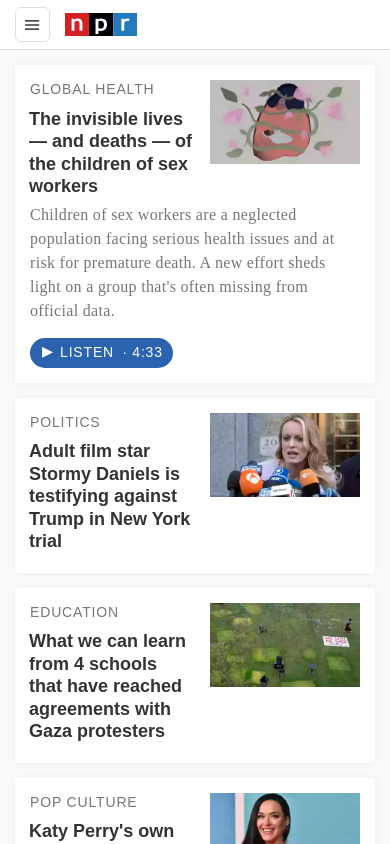 npr
GLOBAL HEALTH
The invisible lives
— and deaths — of
the children of sex
workers
Children of sex workers are a neglected
population facing serious health issues and at
risk for premature death. A new effort sheds
light on a group that's often missing from
official data.
LISTEN · 4:33
POLITICS
Adult film star
Stormy Daniels is
testifying against
Trump in New York
trial
EDUCATION
What we can learn
from 4 schools
that have reached
agreements with
Gaza protesters
POP CULTURE
Katy Perry's own